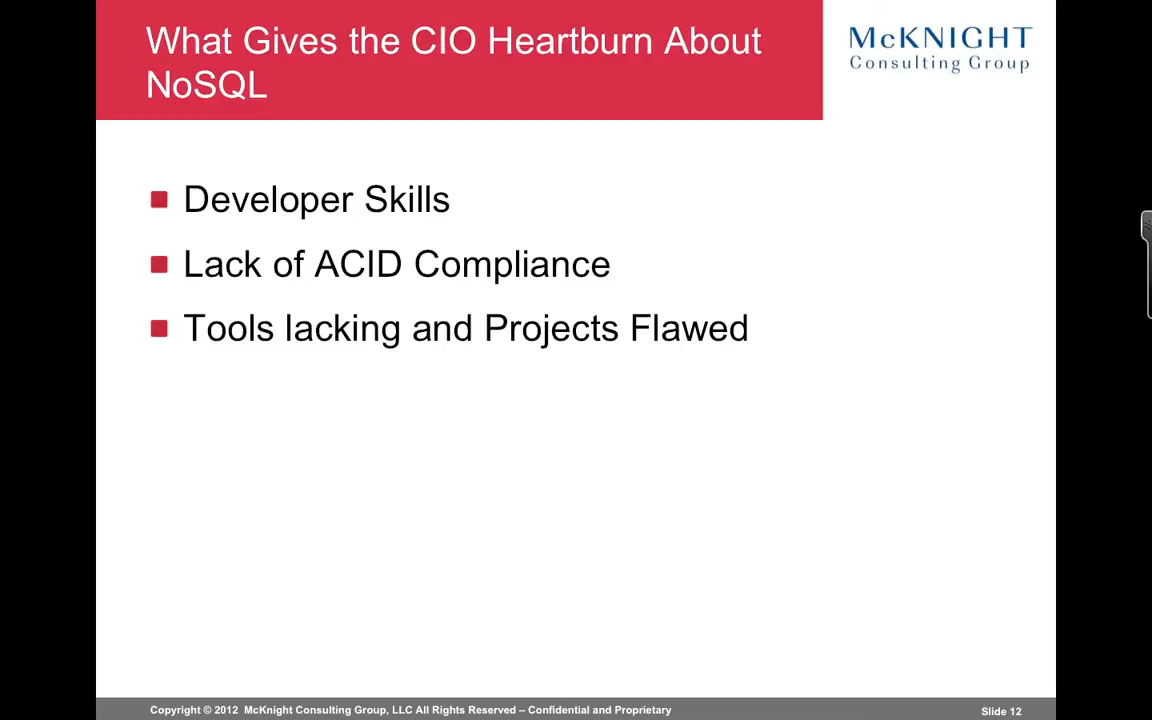 What Gives the CIO Heartburn About
NoSQL
McKNIGHT
Consulting Group
Developer Skills
Lack of ACID Compliance
Tools lacking and Projects Flawed
Copyright © 2012 McKnight Consulting Group, LLC All Rights Reserved – Confidential and Proprietary
Slide 12